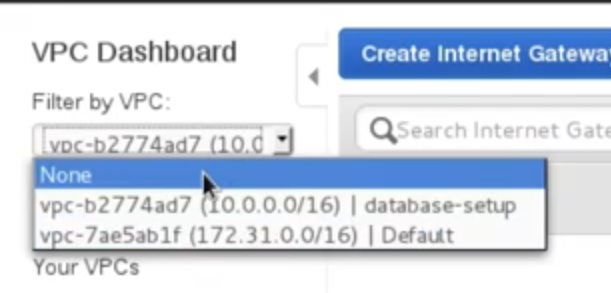 VPC Dashboard
Create Internet Gatewa
Filter by VPC:
vpc-b2774ad7 (10.0
Search Internet Gate
None
vpc-b2774ad7 (10.0.0.0/16) | database-setup
vpc-7ae5ab1f (172.31.0.0/16) | Default
Your VPCs